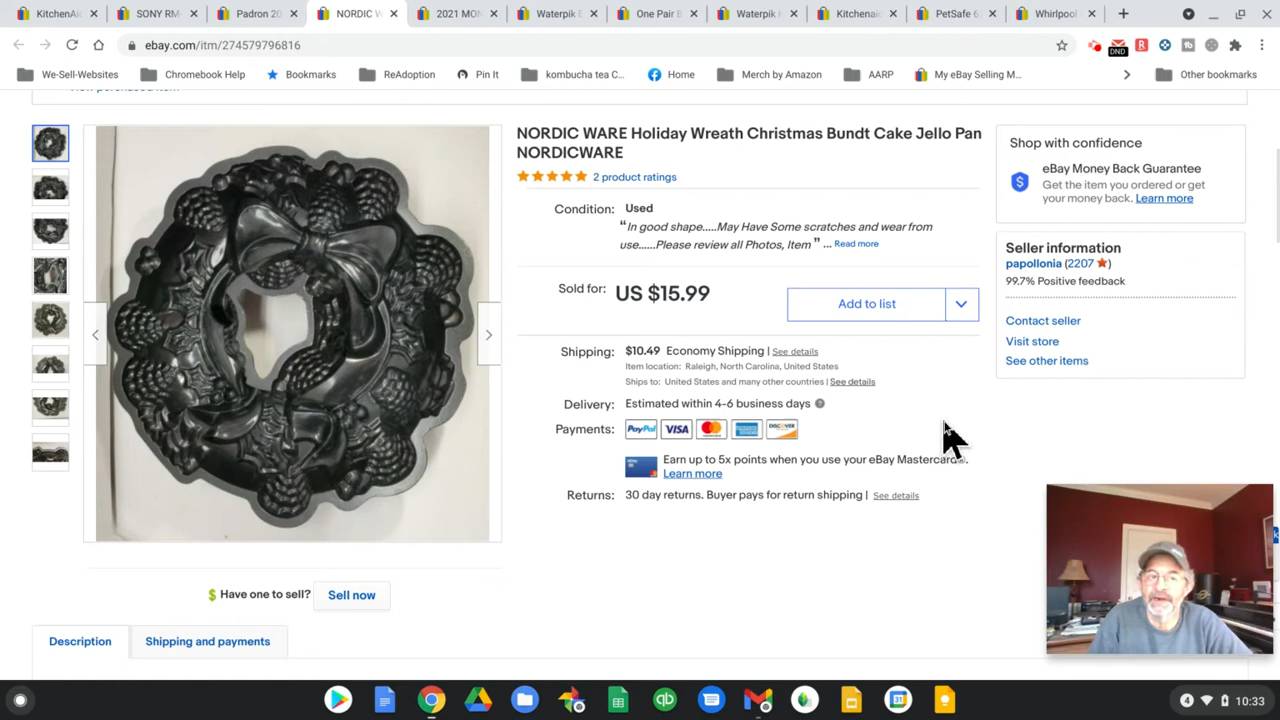 KitchenAi
SONY RM-
Padron 20
NORDIC W
2021 MON
Waterpik E
One Pair B
Waterpik
Kitchenaid
PetSafe 6
Whirlpool
ebay.com/itm/274579796816
DND
We-Sell-Websites
Chromebook Help
Bookmarks
ReAdoption
Pin It
kombucha tea C...
Home
Merch by Amazon
AARP
My eBay Selling M...
Other bookmarks
NORDIC WARE Holiday Wreath Christmas Bundt Cake Jello Pan
NORDICWARE
2 product ratings
Condition: Used
“In good shape.....May Have Some scratches and wear from
use......Please review all Photos, Item ” ... Read more
Sold for: US $15.99
Add to list
Shipping: $10.49 Economy Shipping | See details
Item location: Raleigh, North Carolina, United States
Ships to: United States and many other countries | See details
Delivery: Estimated within 4-6 business days
Payments: PayPal VISA mastercard DISCOVER
Earn up to 5x points when you use your eBay Mastercard®.
Learn more
Returns: 30 day returns. Buyer pays for return shipping | See details
Shop with confidence
eBay Money Back Guarantee
Get the item you ordered or get
your money back. Learn more
Seller information
papollonia (2207 )
99.7% Positive feedback
Contact seller
Visit store
See other items
Have one to sell? Sell now
Description
Shipping and payments
4
10:33